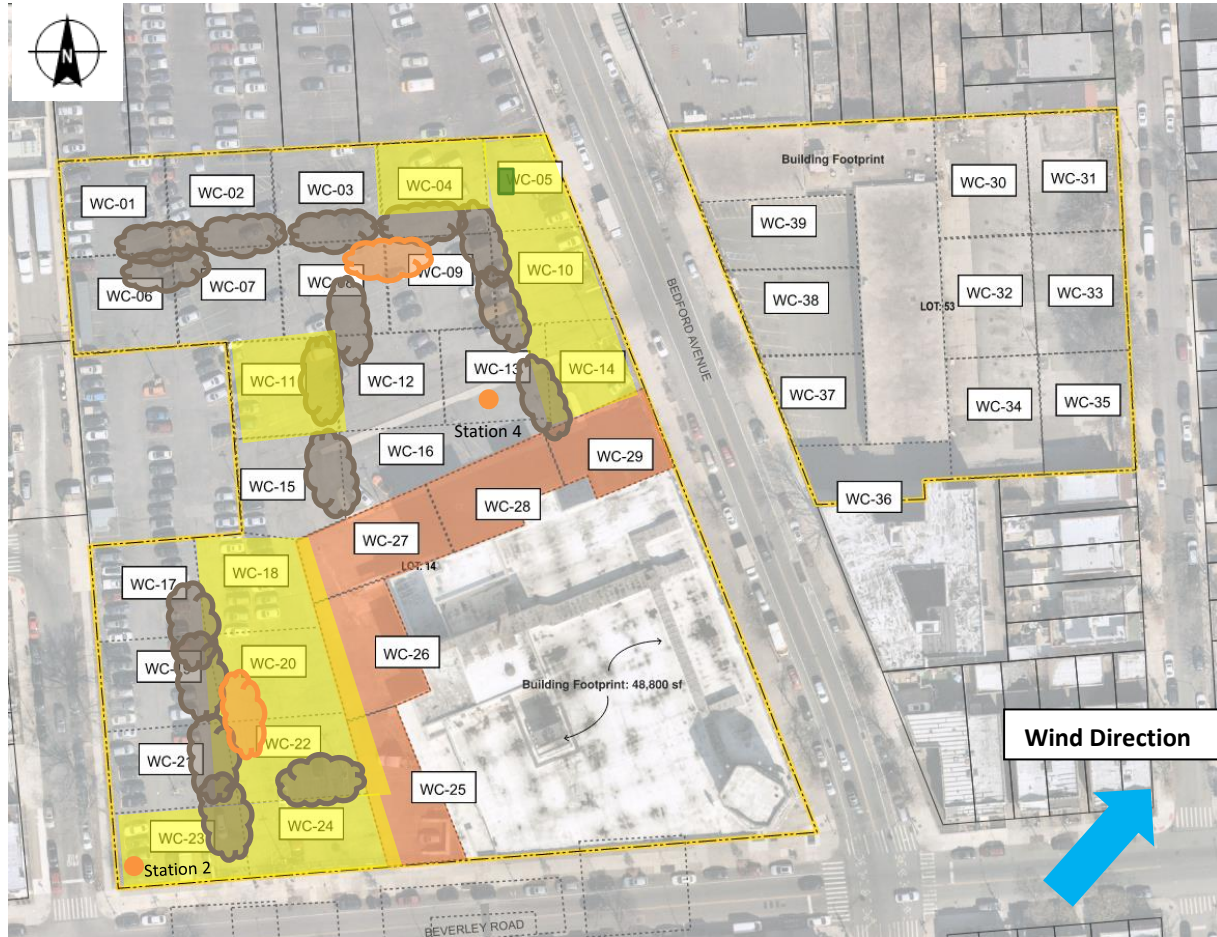 N
Building Footprint
WC-01
WC-02
WC-03
WC-04
WC-05
WC-30
WC-31
WC-39
WC-06
WC-07
WC-08
WC-09
WC-10
BEDFORD AVENUE
WC-38
LOT: 53
WC-32
WC-33
WC-11
WC-12
WC-13
WC-14
WC-37
WC-34
WC-35
Station 4
WC-15
WC-16
WC-29
WC-28
WC-36
WC-27
LOT: 14
WC-17
WC-18
WC-20
WC-26
Building Footprint: 48,800 sf
WC-22
WC-21
WC-25
Wind Direction
WC-23
WC-24
Station 2
BEVERLEY ROAD